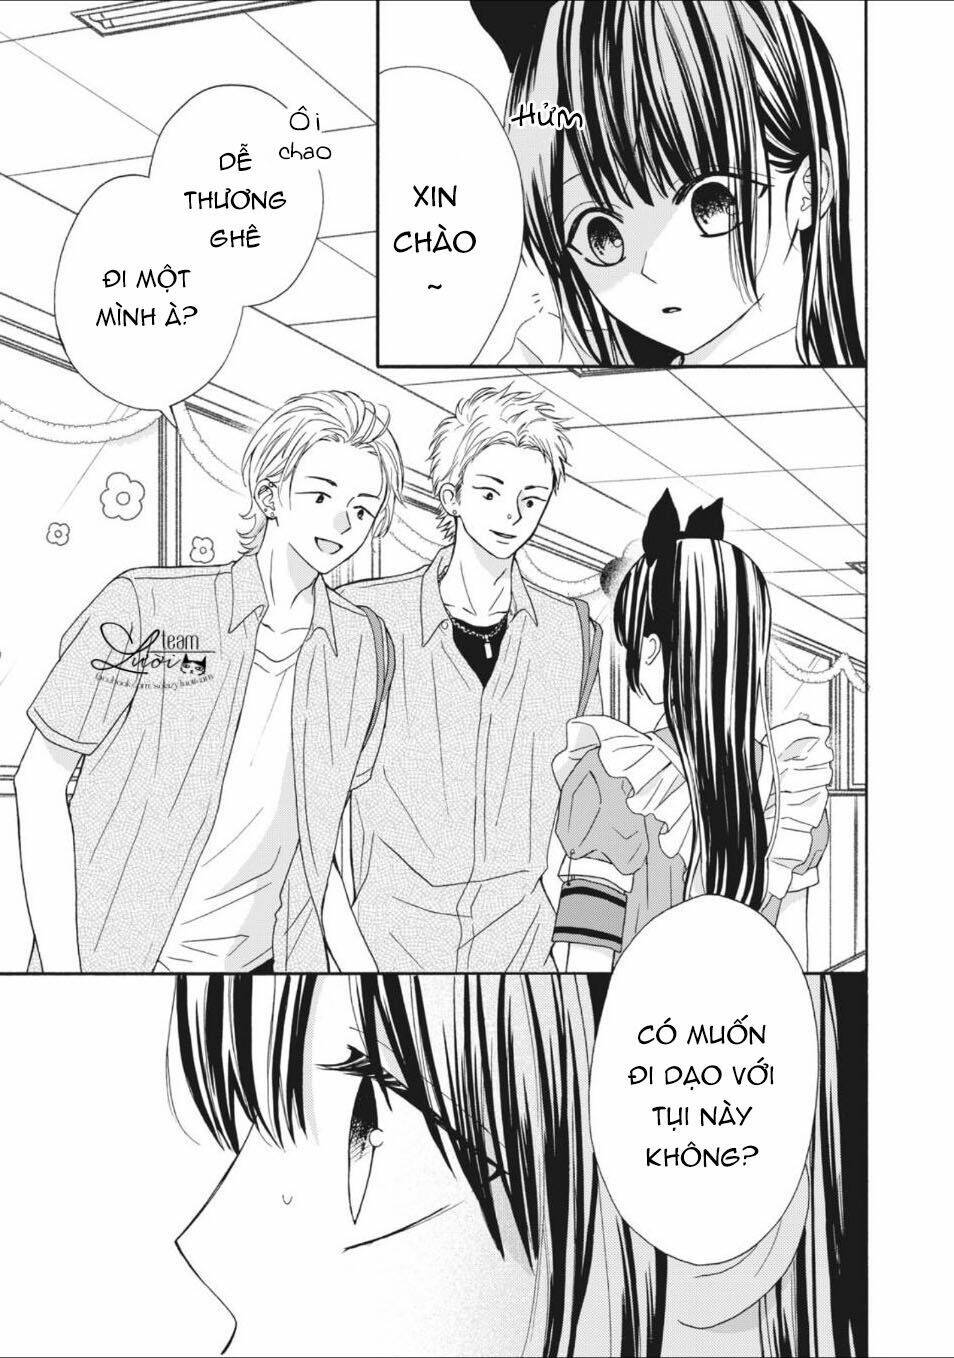 Hửm
XIN
CHÀO
~
Ôi
chao
DỄ
THƯƠNG
GHÊ
ĐI MỘT
MÌNH À?
team
Lười
CÓ MUỐN
ĐI DẠO VỚI
TỤI NÀY
KHÔNG?